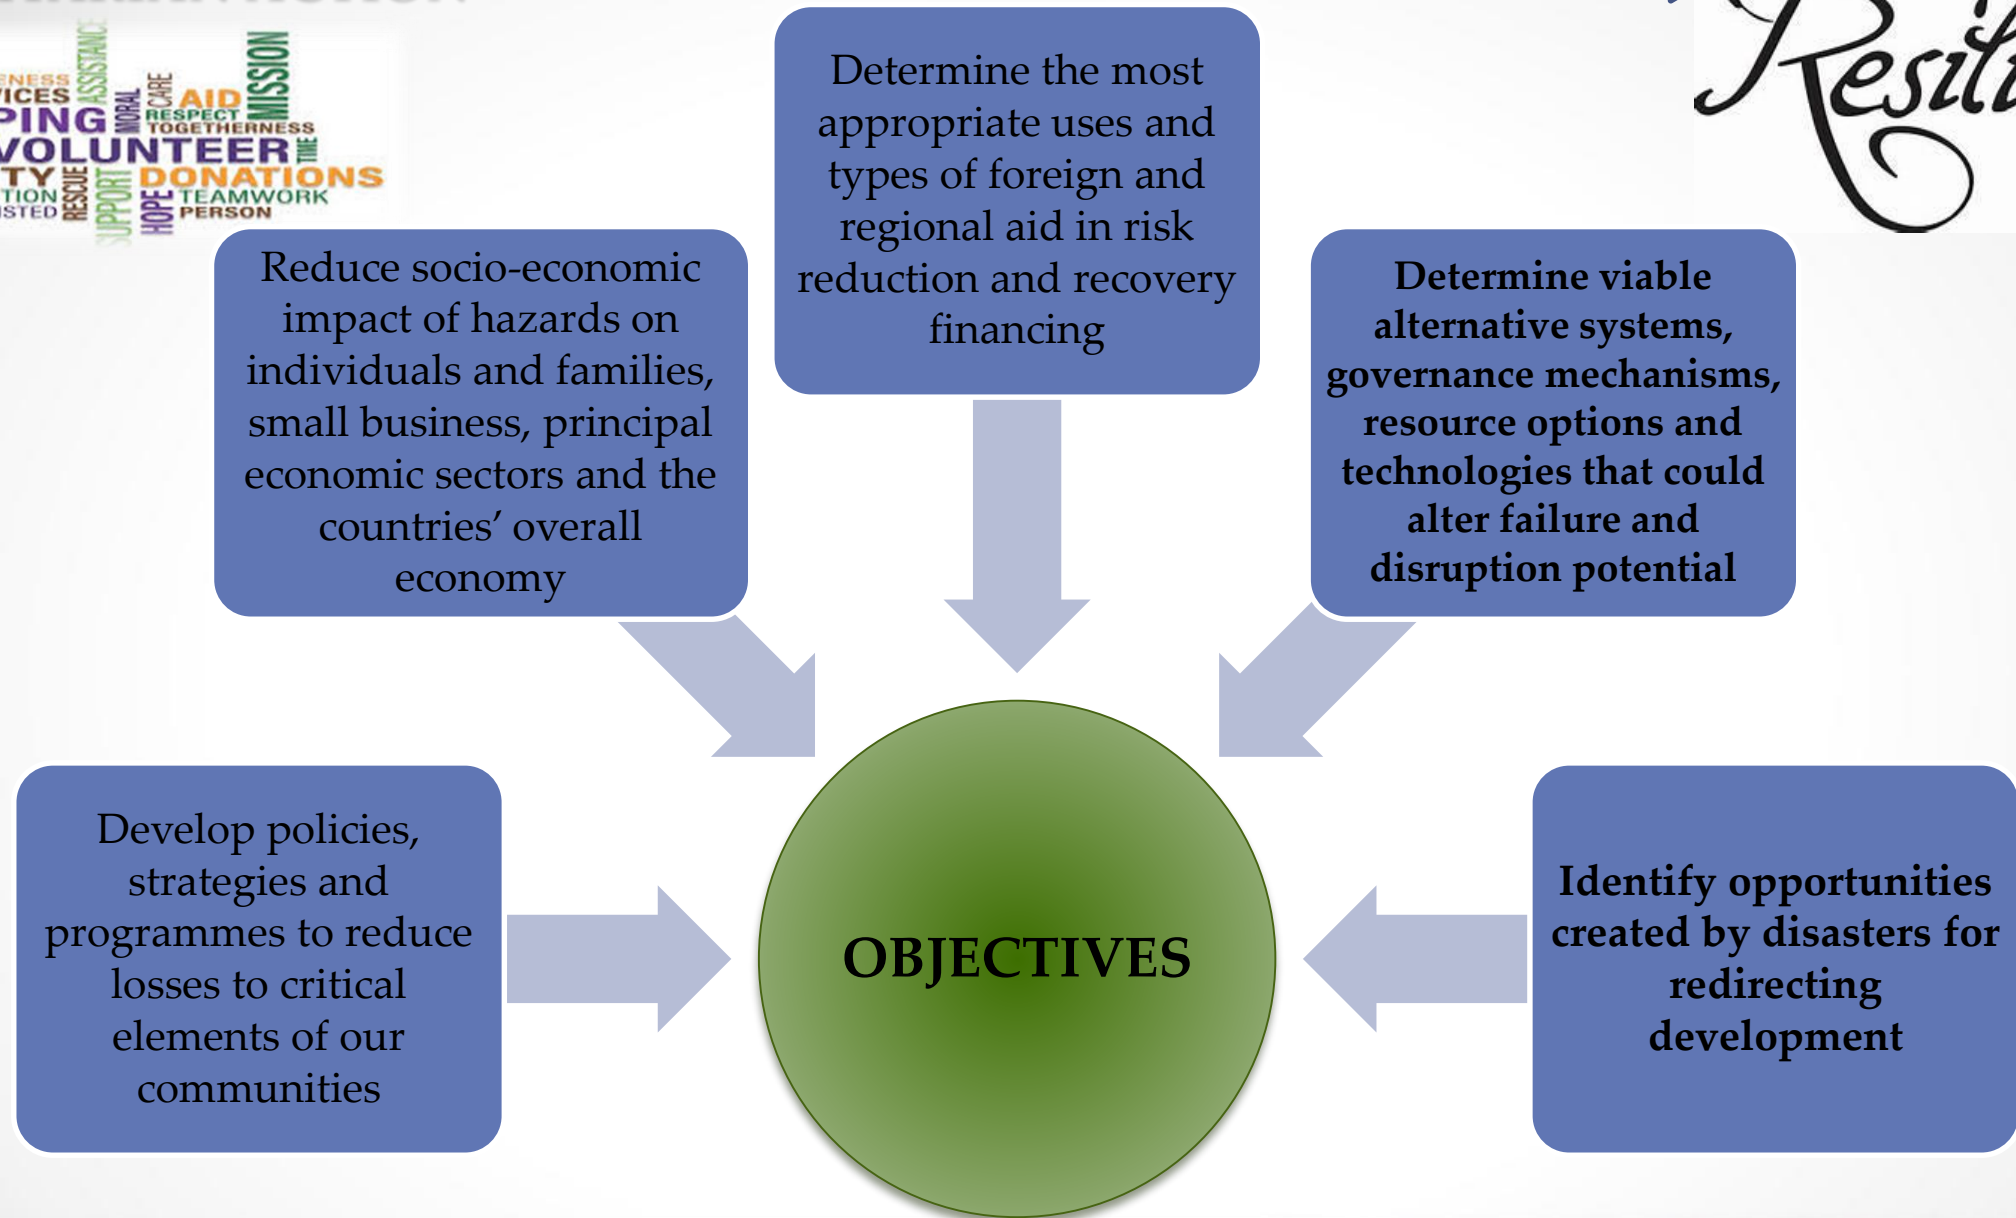 ASSISTANCE
MISSION
MORAL
CARE
AID
RESPECT
TOGETHERNESS
VOLUNTEER
TIME
RESCUE
SUPPORT
DONATIONS
HOPE
TEAMWORK
PERSON
Determine the most
appropriate uses and
types of foreign and
regional aid in risk
reduction and recovery
financing
Reduce socio-economic
impact of hazards on
individuals and families,
small business, principal
economic sectors and the
countries’ overall
economy
Determine viable
alternative systems,
governance mechanisms,
resource options and
technologies that could
alter failure and
disruption potential
Develop policies,
strategies and
programmes to reduce
losses to critical
elements of our
communities
OBJECTIVES
Identify opportunities
created by disasters for
redirecting
development